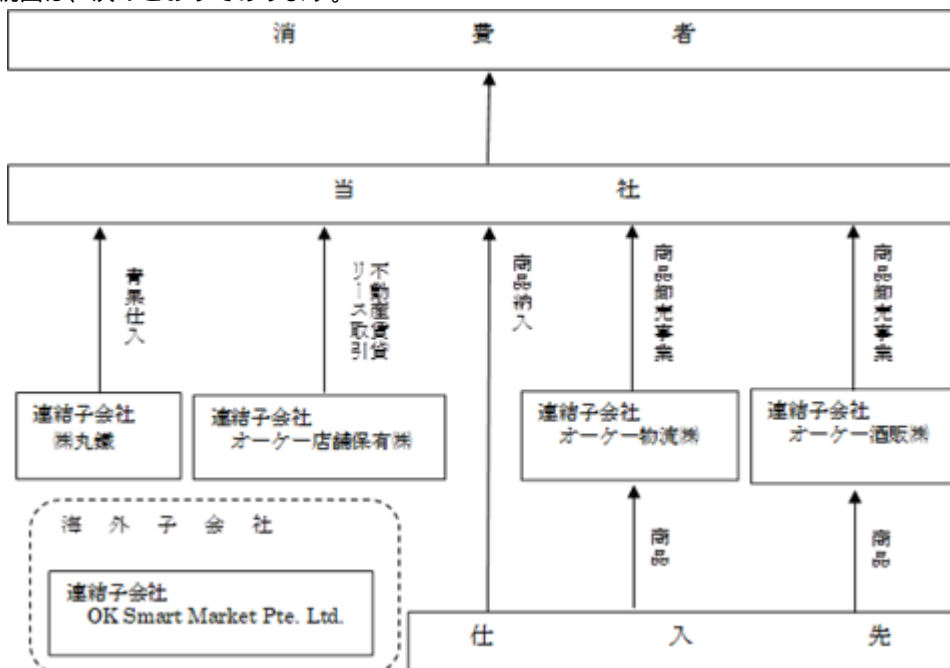 消費者
当社
青果仕入
不動産賃貸
リース取引
商品納入
商品卸売事業
商品卸売事業
連結子会社
㈱丸鐵
連結子会社
オーケー店舗保有㈱
連結子会社
オーケー物流㈱
連結子会社
オーケー酒販㈱
海外子会社
連結子会社
OK Smart Market Pte. Ltd.
商品
商品
仕入先